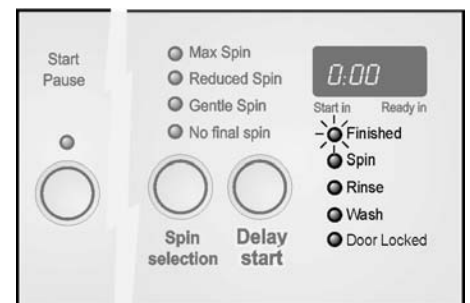 Start
Pause
Max Spin
Reduced Spin
Gentle Spin
No final spin
Spin
selection
Delay
start
0:00
Start in Ready in
Finished
Spin
Rinse
Wash
Door Locked